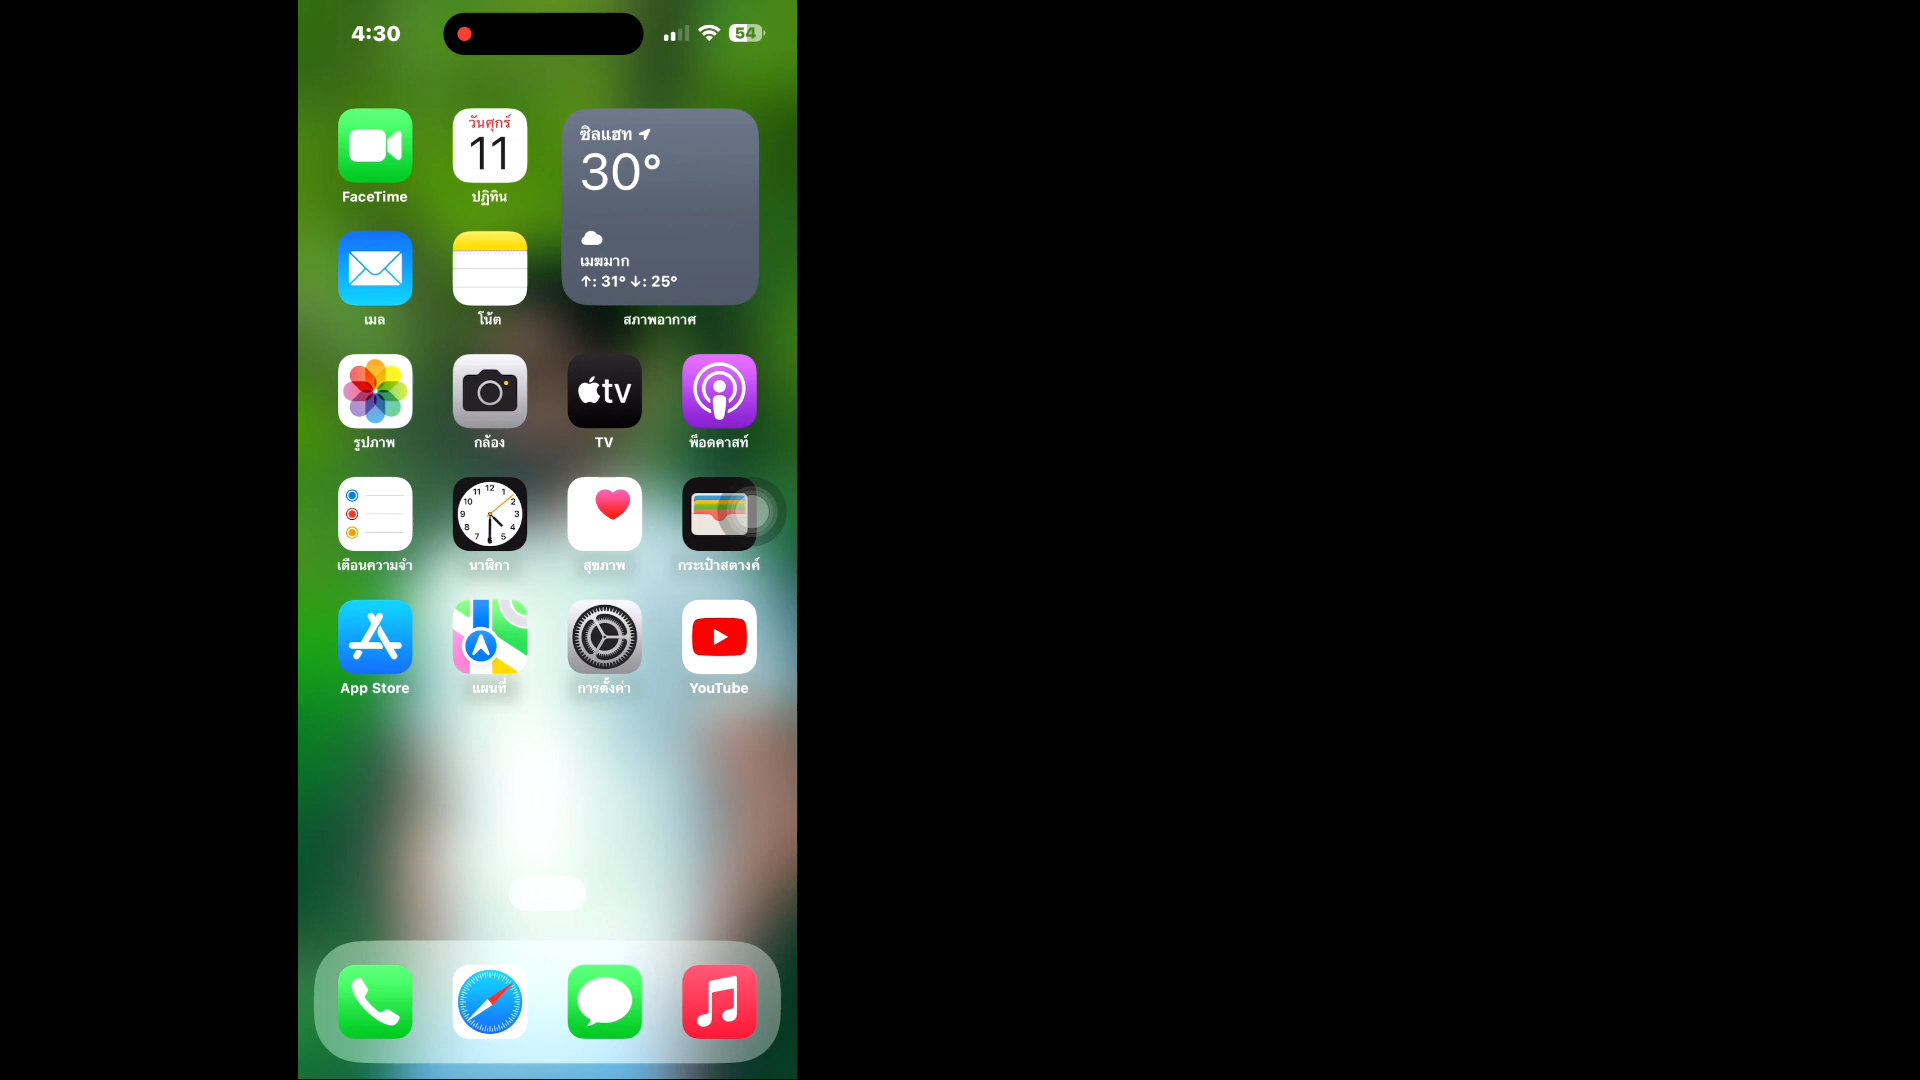 4:30
54
วันศุกร์
11
ซิลแฮท
30°
เมฆมาก
↑: 31° ↓: 25°
FaceTime
ปฏิทิน
เมล
โน้ต
สภาพอากาศ
tv
รูปภาพ
กล้อง
TV
พ็อดคาสท์
12
1
2
3
4
5
6
7
8
9
10
11
เตือนความจำ
นาฬิกา
สุขภาพ
กระเป๋าสตางค์
App Store
แผนที่
การตั้งค่า
YouTube